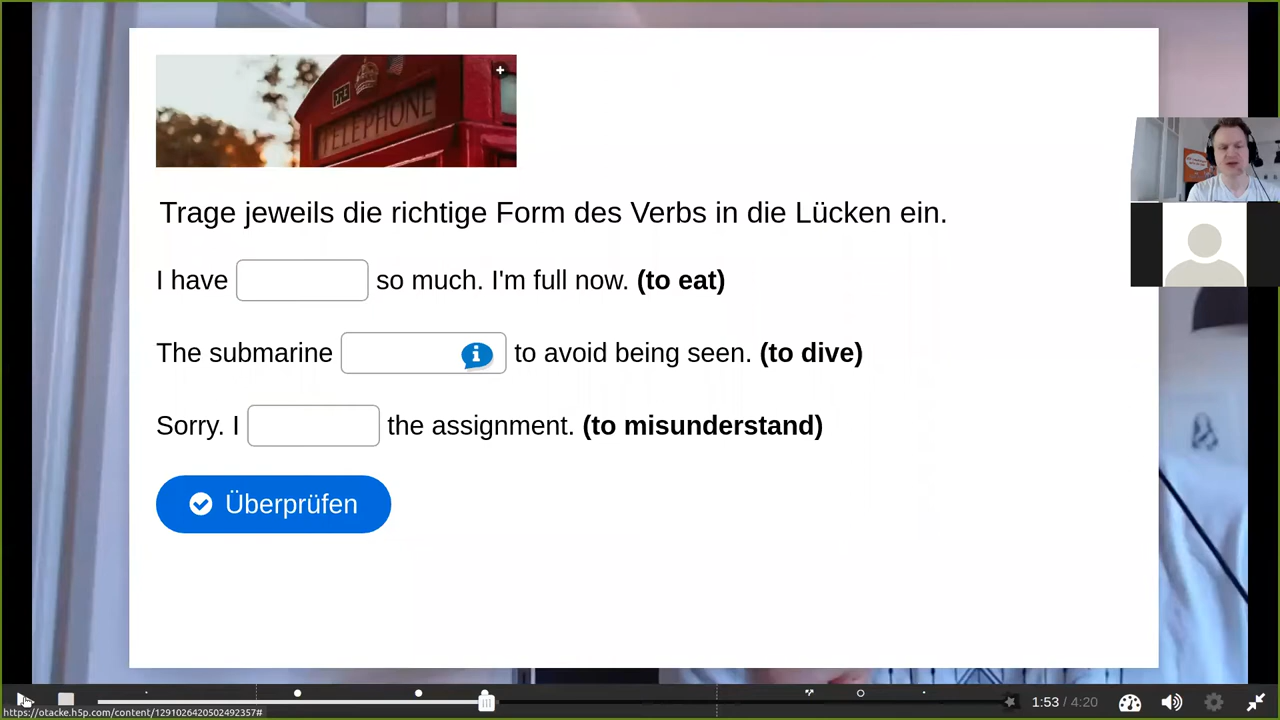 TELEPHONE
Trage jeweils die richtige Form des Verbs in die Lücken ein.
I have so much. I'm full now. (to eat)
The submarine to avoid being seen. (to dive)
Sorry. I the assignment. (to misunderstand)
Überprüfen
1:53 / 4:20
https://otacke.h5p.com/content/1291026420502492357#